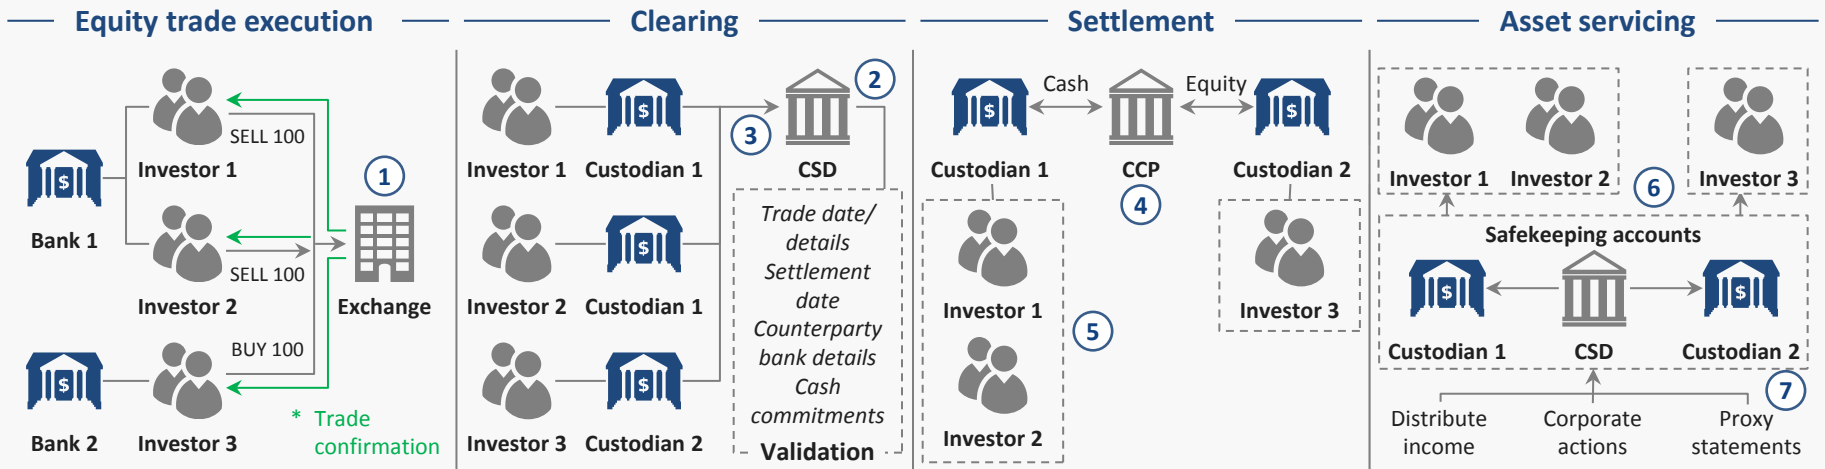 Equity trade execution
SELL 100
Investor 1
1
$
Bank 1
SELL 100
Investor 2
Exchange
BUY 100
$
Bank 2
Investor 3
* Trade
confirmation
Clearing
2
$
3
Investor 1
Custodian 1
CSD
$
Investor 2
Custodian 1
$
Investor 3
Custodian 2
Trade date/
details
Settlement
date
Counterparty
bank details
Cash
commitments
Validation
Settlement
$
Cash
Equity
$
Custodian 1
CCP
Custodian 2
4
Investor 1
Investor 3
5
Investor 2
Asset servicing
Investor 1
Investor 2
6
Investor 3
Safekeeping accounts
$
$
Custodian 1
CSD
Custodian 2
7
Distribute
income
Corporate
actions
Proxy
statements